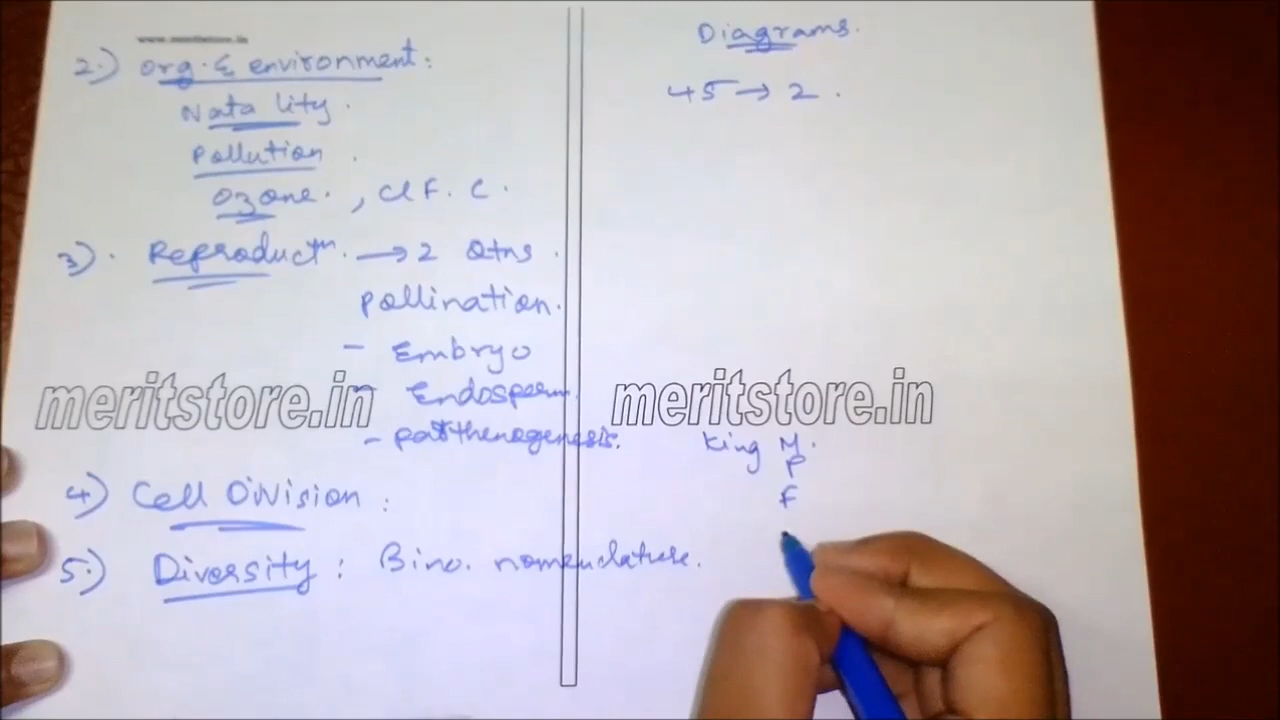 www.meritstore.in
2.) Org. & environment:
Natality.
Pollution.
Ozone., ClF.C.
3). Reproductn. → 2 Qtns.
pollination.
- Embryo
Endosperm.
- parthenogenesis.
4) Cell Division:
5.) Diversity: Bino. nomenclature.
meritstore.in
Diagrams.
45 → 2.
meritstore.in
King M.
P
F